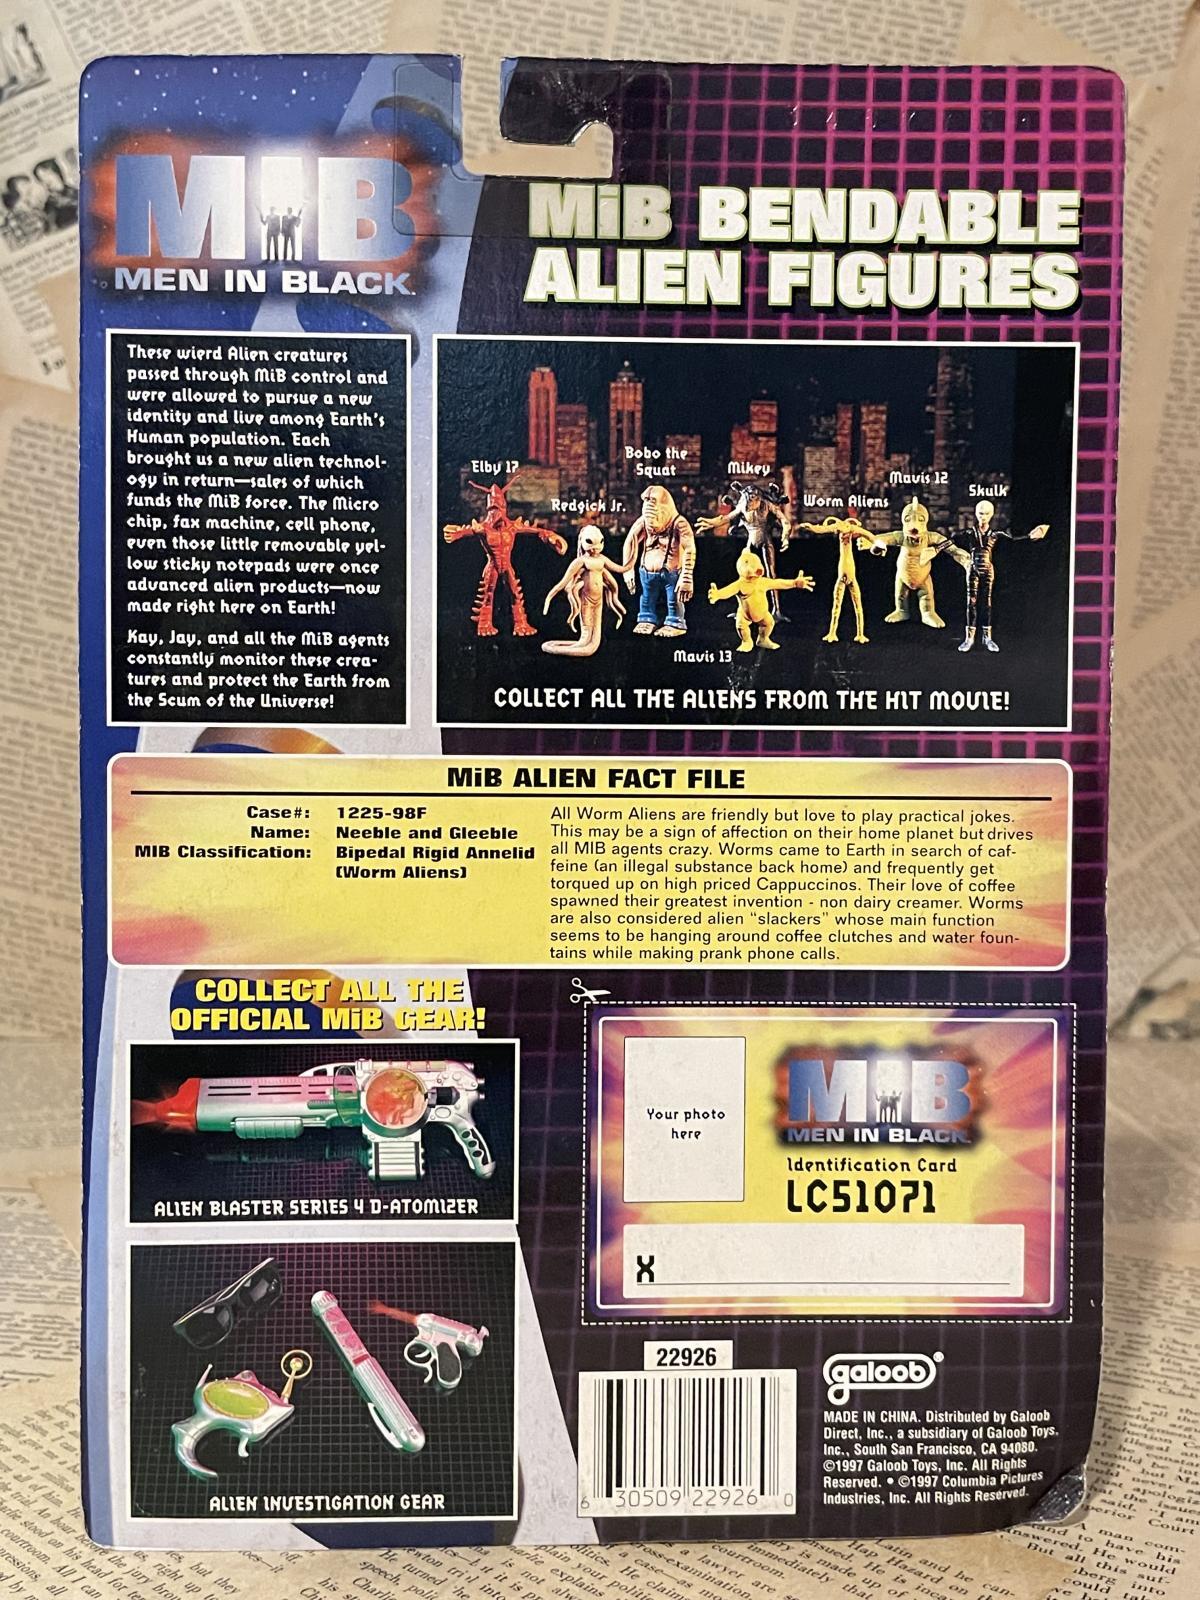 MiB
MEN IN BLACK.
MiB BENDABLE
ALIEN FIGURES
These wierd Alien creatures
passed through MiB control and
were allowed to pursue a new
identity and live among Earth's
Human population. Each
brought us a new alien technol-
ogy in return—sales of which
funds the MiB force. The Micro
chip, fax machine, cell phone,
even those little removable yel-
low sticky notepads were once
advanced alien products—now
made right here on Earth!
Kay, Jay, and all the MiB agents
constantly monitor these crea-
tures and protect the Earth from
the Scum of the Universe!
Elby 17
Redgick Jr.
Bobo the
Squat
Mikey
Worm Aliens
Mavis 12
Skulk
Mavis 13
COLLECT ALL THE ALIENS FROM THE HIT MOVIE!
MiB ALIEN FACT FILE
Case#: 1225-98F
Name: Neeble and Gleeble
MIB Classification: Bipedal Rigid Annelid
(Worm Aliens)
All Worm Aliens are friendly but love to play practical jokes.
This may be a sign of affection on their home planet but drives
all MIB agents crazy. Worms came to Earth in search of caf-
feine (an illegal substance back home) and frequently get
torqued up on high priced Cappuccinos. Their love of coffee
spawned their greatest invention - non dairy creamer. Worms
are also considered alien "slackers" whose main function
seems to be hanging around coffee clutches and water foun-
tains while making prank phone calls.
COLLECT ALL THE
OFFICIAL MiB GEAR!
ALIEN BLASTER SERIES 4 D-ATOMIZER
ALIEN INVESTIGATION GEAR
Your photo
here
MiB
MEN IN BLACK
Identification Card
LC51071
X
22926
6 30509 22926 0
galoob®
MADE IN CHINA. Distributed by Galoob
Direct, Inc., a subsidiary of Galoob Toys.
Inc., South San Francisco, CA 94080.
©1997 Galoob Toys, Inc. All Rights
Reserved. • ©1997 Columbia Pictures
Industries, Inc. All Rights Reserved.